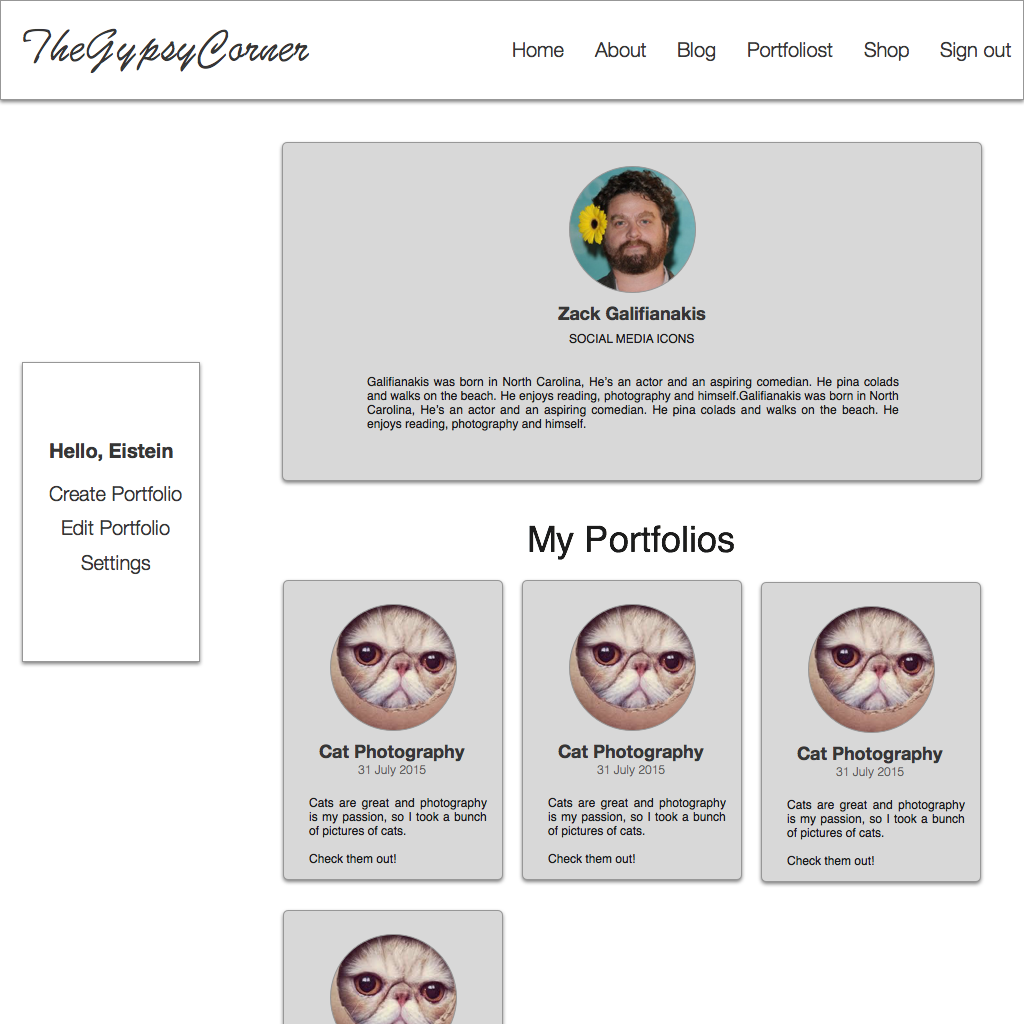 TheGypsyCorner
Home About Blog Portfoliost Shop Sign out
Zack Galifianakis
SOCIAL MEDIA ICONS
Galifianakis was born in North Carolina, He's an actor and an aspiring comedian. He pina colads
and walks on the beach. He enjoys reading, photography and himself.Galifianakis was born in North
Carolina, He's an actor and an aspiring comedian. He pina colads and walks on the beach. He
enjoys reading, photography and himself.
Hello, Eistein
Create Portfolio
Edit Portfolio
Settings
My Portfolios
Cat Photography
31 July 2015
Cats are great and photography
is my passion, so I took a bunch
of pictures of cats.
Check them out!
Cat Photography
31 July 2015
Cats are great and photography
is my passion, so I took a bunch
of pictures of cats.
Check them out!
Cat Photography
31 July 2015
Cats are great and photography
is my passion, so I took a bunch
of pictures of cats.
Check them out!